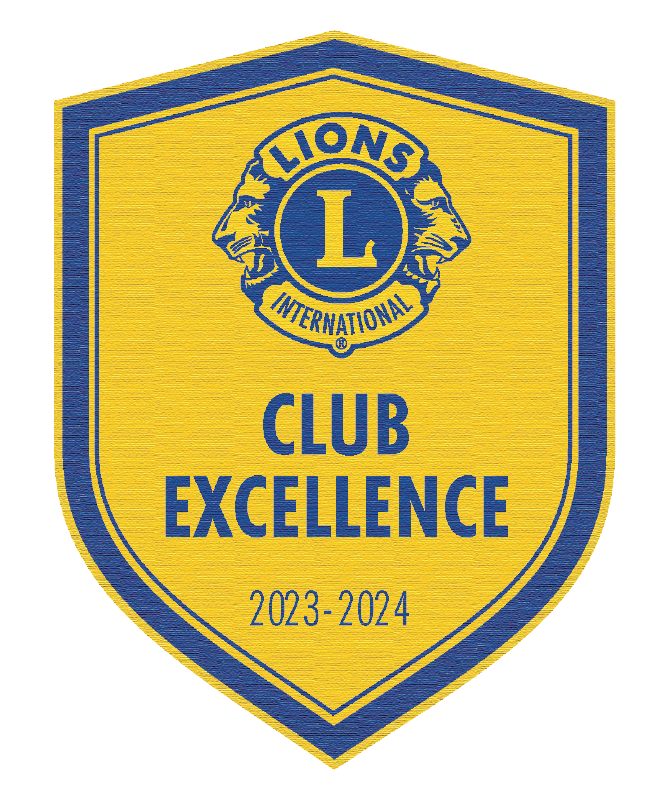 LIONS
L
INTERNATIONAL
®
CLUB
EXCELLENCE
2023-2024